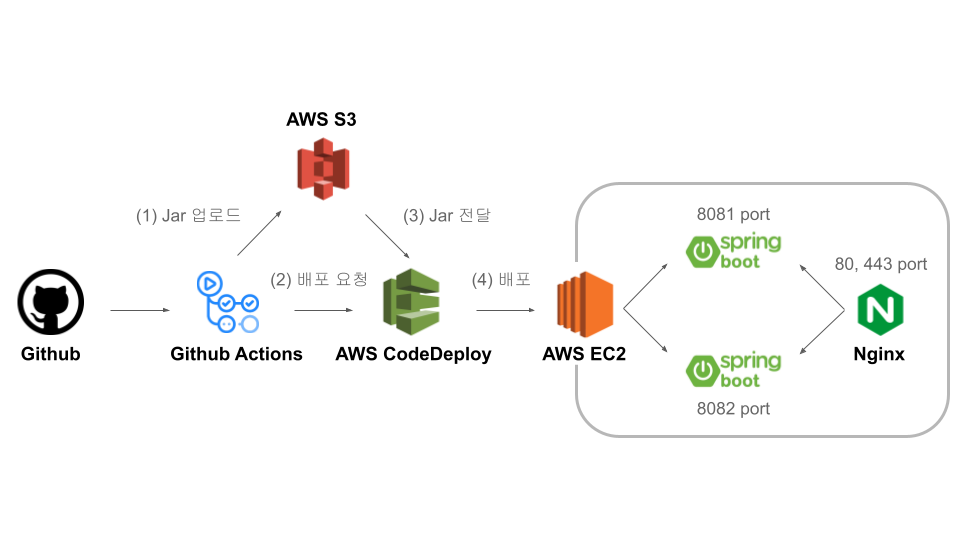 AWS S3
(1) Jar 업로드
(3) Jar 전달
8081 port
spring
boot
80, 443 port
(2) 배포 요청
(4) 배포
Github
Github Actions
AWS CodeDeploy
AWS EC2
N
Nginx
spring
boot
8082 port